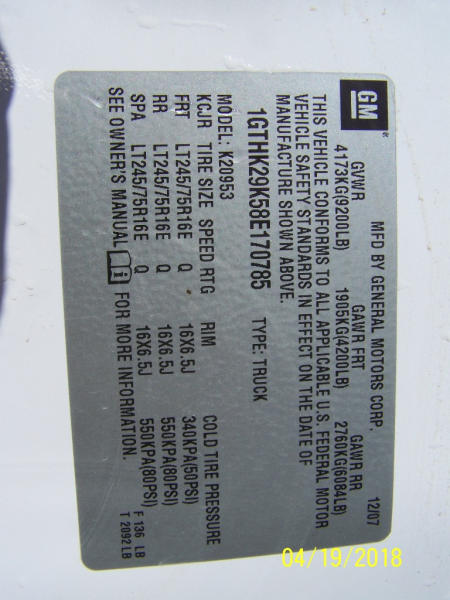 GM
MFD BY GENERAL MOTORS CORP. 12/07
GVWR GAWR FRT GAWR RR
4173KG(9200LB) 1905KG(4200LB) 2760KG(6084LB)
THIS VEHICLE CONFORMS TO ALL APPLICABLE U.S. FEDERAL MOTOR
VEHICLE SAFETY STANDARDS IN EFFECT ON THE DATE OF
MANUFACTURE SHOWN ABOVE.
1GTHK29K58E170785 TYPE: TRUCK
MODEL: K20953
KCJR TIRE SIZE SPEED RTG RIM COLD TIRE PRESSURE
FRT LT245/75R16E Q 16X6.5J 340KPA(50PSI)
RR LT245/75R16E Q 16X6.5J 550KPA(80PSI)
SPA LT245/75R16E Q 16X6.5J 550KPA(80PSI)
SEE OWNER'S MANUAL FOR MORE INFORMATION.
F 136 LB
T 2092 LB
04/19/2018